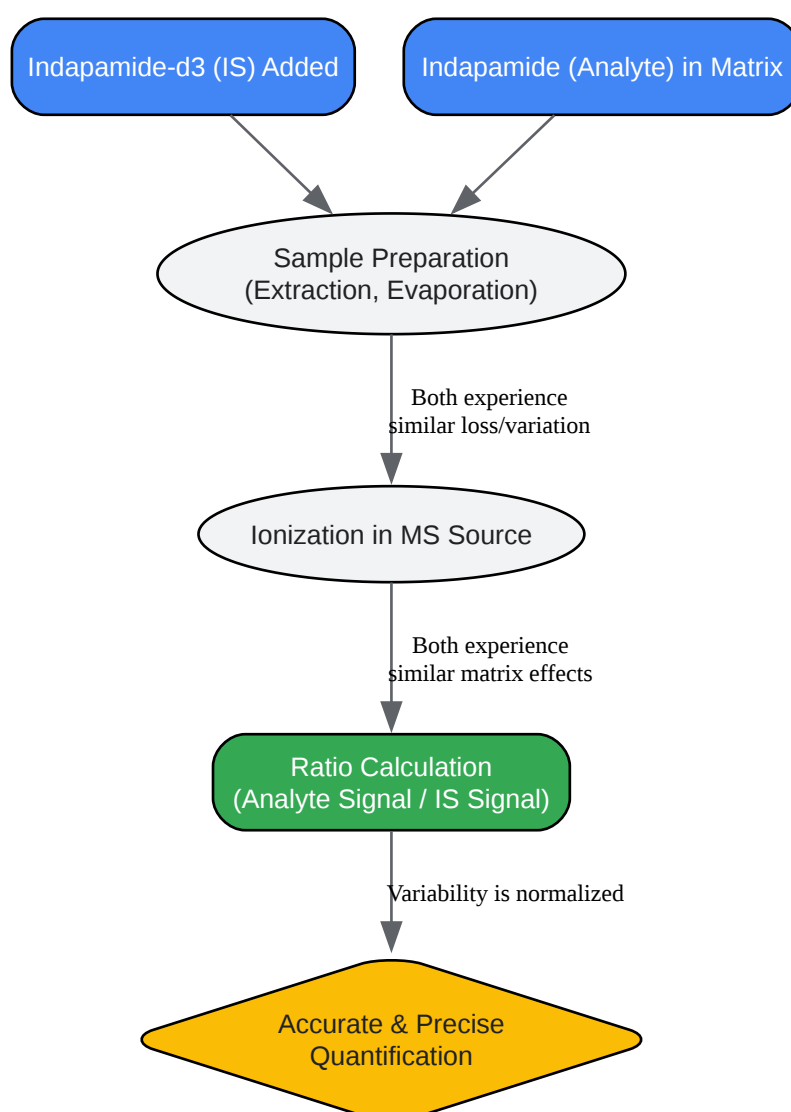 Indapamide-d3 (IS) Added
Indapamide (Analyte) in Matrix
Sample Preparation
(Extraction, Evaporation)
Both experience
similar loss/variation
Ionization in MS Source
Both experience
similar matrix effects
Ratio Calculation
(Analyte Signal / IS Signal)
Variability is normalized
Accurate & Precise
Quantification